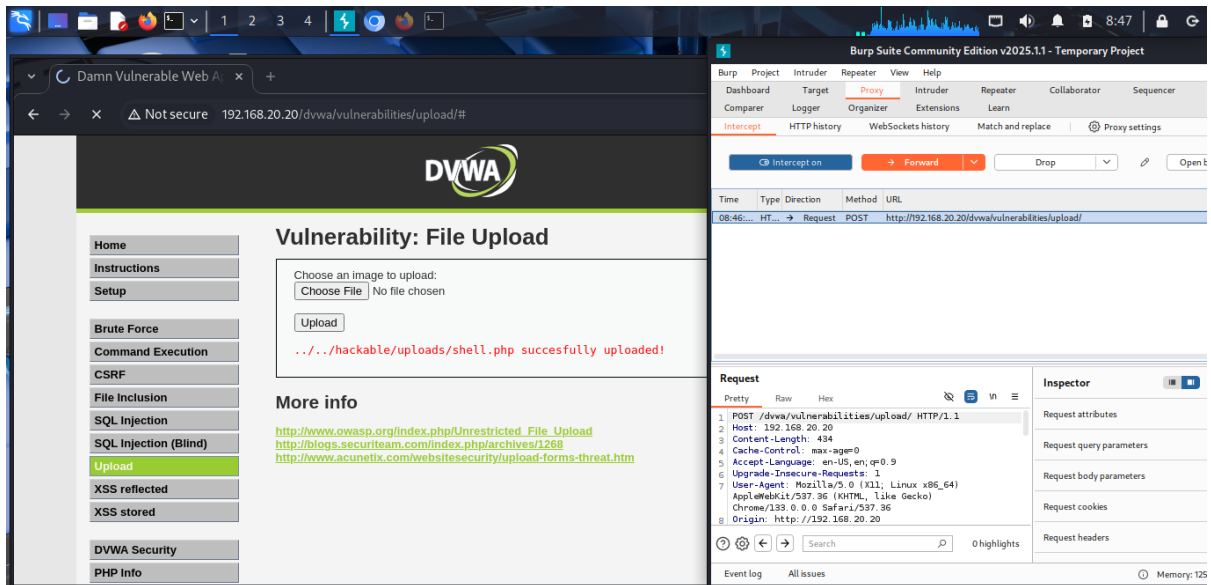 1 2 3 4
8:47
Damn Vulnerable Web A
Not secure 192.168.20.20/dvwa/vulnerabilities/upload/#
DVWA
Home
Instructions
Setup
Brute Force
Command Execution
CSRF
File Inclusion
SQL Injection
SQL Injection (Blind)
Upload
XSS reflected
XSS stored
DVWA Security
PHP Info
Vulnerability: File Upload
Choose an image to upload:
Choose File No file chosen
Upload
../../hackable/uploads/shell.php succesfully uploaded!
More info
http://www.owasp.org/index.php/Unrestricted_File_Upload
http://blogs.securiteam.com/index.php/archives/1268
http://www.acunetix.com/websitesecurity/upload-forms-threat.htm
Burp Suite Community Edition v2025.1.1 - Temporary Project
Burp Project Intruder Repeater View Help
Dashboard Target Proxy Intruder Repeater Collaborator Sequencer
Comparer Logger Organizer Extensions Learn
Intercept HTTP history WebSockets history Match and replace Proxy settings
Intercept on Forward Drop Open b
Time Type Direction Method URL
08:46:... HT... → Request POST http://192.168.20.20/dvwa/vulnerabilities/upload/
Request
Pretty Raw Hex \n
1 POST /dvwa/vulnerabilities/upload/ HTTP/1.1
2 Host: 192.168.20.20
3 Content-Length: 434
4 Cache-Control: max-age=0
5 Accept-Language: en-US,en;q=0.9
6 Upgrade-Insecure-Requests: 1
7 User-Agent: Mozilla/5.0 (X11; Linux x86_64)
AppleWebKit/537.36 (KHTML, like Gecko)
Chrome/133.0.0.0 Safari/537.36
8 Origin: http://192.168.20.20
Search 0 highlights
Inspector
Request attributes
Request query parameters
Request body parameters
Request cookies
Request headers
Event log All issues Memory: 125